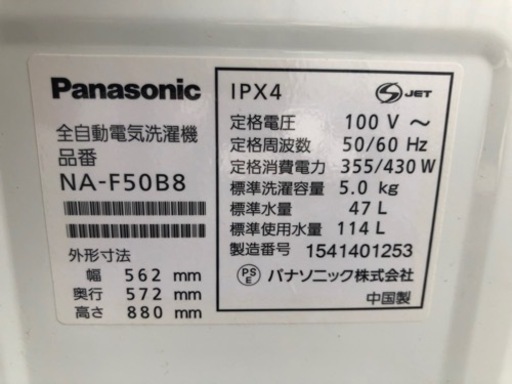 Panasonic
全自動電気洗濯機
品番
NA-F50B8
外形寸法
幅 562 mm
奥行 572 mm
高さ 880 mm
IPX4
S JET
定格電圧 100 V ～
定格周波数 50/60 Hz
定格消費電力 355/430 W
標準洗濯容量 5.0 kg
標準水量 47 L
標準使用水量 114 L
製造番号 1541401253
PS E パナソニック株式会社
中国製